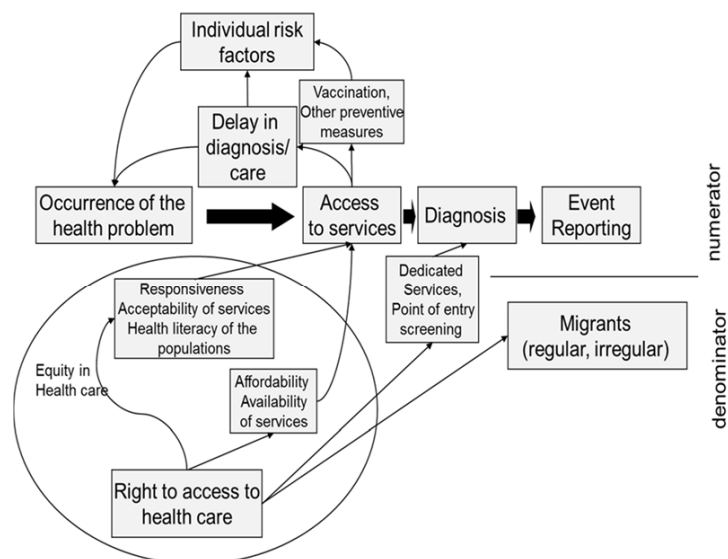 Individual risk
factors
Vaccination,
Other preventive
measures
Delay in
diagnosis/
care
Occurrence of the
health problem
Access
to services
Diagnosis
Event
Reporting
numerator
Responsiveness
Acceptability of services
Health literacy of the
populations
Dedicated
Services,
Point of entry
screening
Migrants
(regular, irregular)
denominator
Equity in
Health care
Affordability
Availability
of services
Right to access to
health care